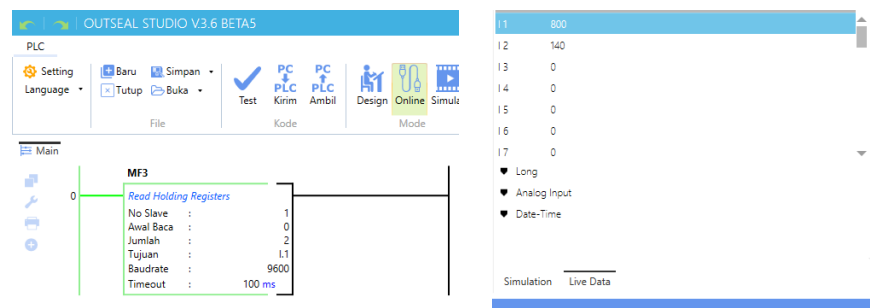 OUTSEAL STUDIO V.3.6 BETA5
PLC
Setting
Language
Baru
Simpan
Tutup
Buka
File
Test
PC
PLC
Kirim
PC
PLC
Ambil
Kode
Design
Online
Simula
Mode
Main
MF3
0
Read Holding Registers
No Slave : 1
Awal Baca : 0
Jumlah : 2
Tujuan : I.1
Baudrate : 9600
Timeout : 100 ms
I 1 800
I 2 140
I 3 0
I 4 0
I 5 0
I 6 0
I 7 0
Long
Analog Input
Date-Time
Simulation Live Data